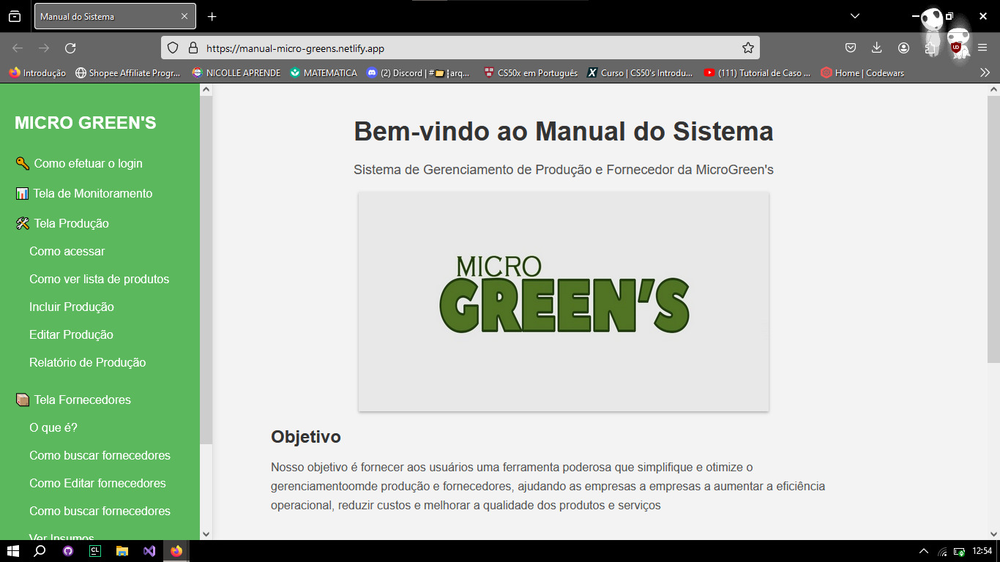 Manual do Sistema
https://manual-micro-greens.netlify.app
Introdução
Shopee Affiliate Progr...
NICOLLE APRENDE
MATEMATICA
(2) Discord | #📁¦arq...
CS50x em Português
Curso | CS50's Introdu...
(111) Tutorial de Caso ...
Home | Codewars
MICRO GREEN'S
🔑 Como efetuar o login
📊 Tela de Monitoramento
🛠 Tela Produção
Como acessar
Como ver lista de produtos
Incluir Produção
Editar Produção
Relatório de Produção
📦 Tela Fornecedores
O que é?
Como buscar fornecedores
Como Editar fornecedores
Como buscar fornecedores
Ver Insumos
Bem-vindo ao Manual do Sistema
Sistema de Gerenciamento de Produção e Fornecedor da MicroGreen's
MICRO
GREEN'S
Objetivo
Nosso objetivo é fornecer aos usuários uma ferramenta poderosa que simplifique e otimize o
gerenciamentoomde produção e fornecedores, ajudando as empresas a empresas a aumentar a eficiência
operacional, reduzir custos e melhorar a qualidade dos produtos e serviços
CL
12:54